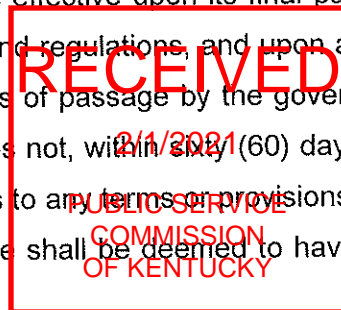 effective upon its final
nd regulations, and upon a
RECEIVED
s of passage by the gover
s not, within sixty (60) day
2/1/2021
s to any terms or provisions
PUBLIC SERVICE
COMMISSION
e shall be deemed to hav
OF KENTUCKY